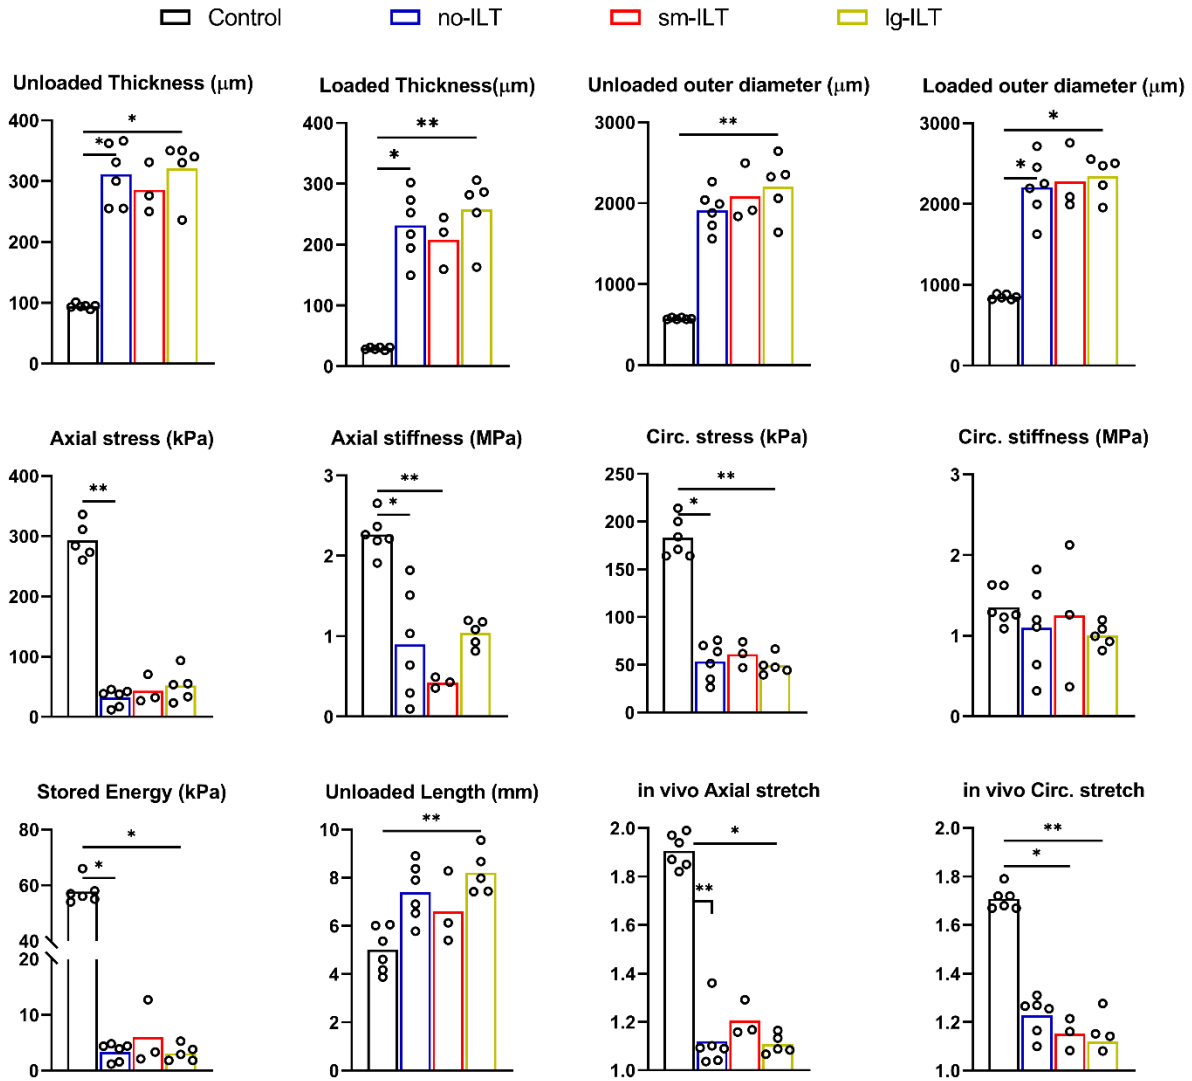 Control no-ILT sm-ILT lg-ILT
Unloaded Thickness (μm) Loaded Thickness(μm) Unloaded outer diameter (μm) Loaded outer diameter (μm)
400 400 3000 3000
* ** ** *
* * *
300 300
2000 2000
200 200
1000 1000
100 100
0 0 0 0
Axial stress (kPa) Axial stiffness (MPa) Circ. stress (kPa) Circ. stiffness (MPa)
400 3 250 3
** ** **
* *
300 200
2 2
150
200
100
1 1
100
50
0 0 0 0
Stored Energy (kPa) Unloaded Length (mm) in vivo Axial stretch in vivo Circ. stretch
80 10 2.0 2.0
* ** * **
* ** *
8 1.8 1.8
60
6 1.6 1.6
40
20
4 1.4 1.4
10
2 1.2 1.2
0 0 1.0 1.0